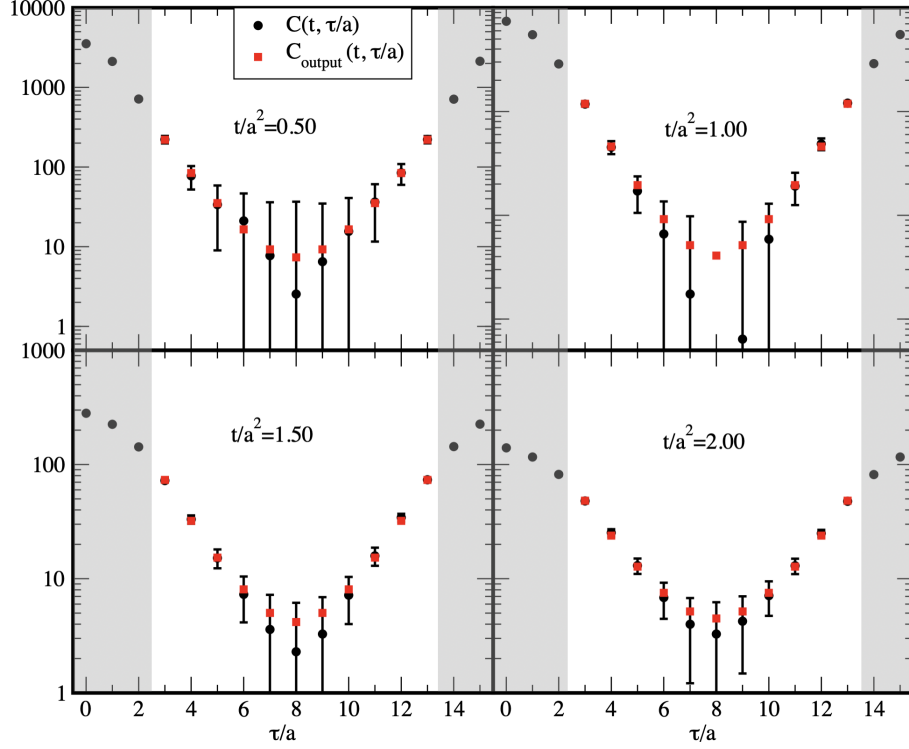 10000
C(t, τ/a)
C_output(t, τ/a)
1000
t/a²=0.50
t/a²=1.00
100
10
1
1000
t/a²=1.50
t/a²=2.00
100
10
1
0 2 4 6 8 10 12 14 0 2 4 6 8 10 12 14
τ/a τ/a